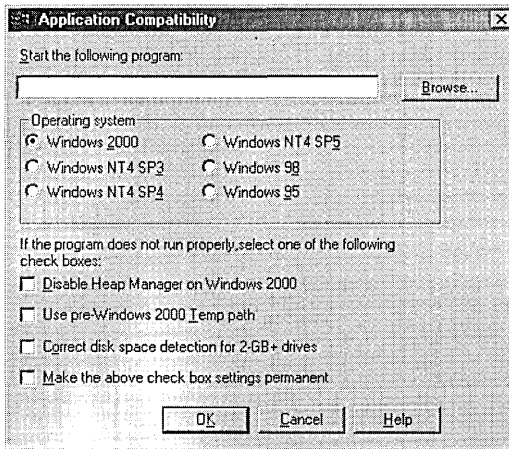 Application Compatibility
Start the following program:
Browse...
Operating system
Windows 2000
Windows NT4 SP5
Windows NT4 SP3
Windows 98
Windows NT4 SP4
Windows 95
If the program does not run properly,select one of the following
check boxes:
Disable Heap Manager on Windows 2000
Use pre-Windows 2000 Temp path
Correct disk space detection for 2-GB+ drives
Make the above check box settings permanent
OK
Cancel
Help